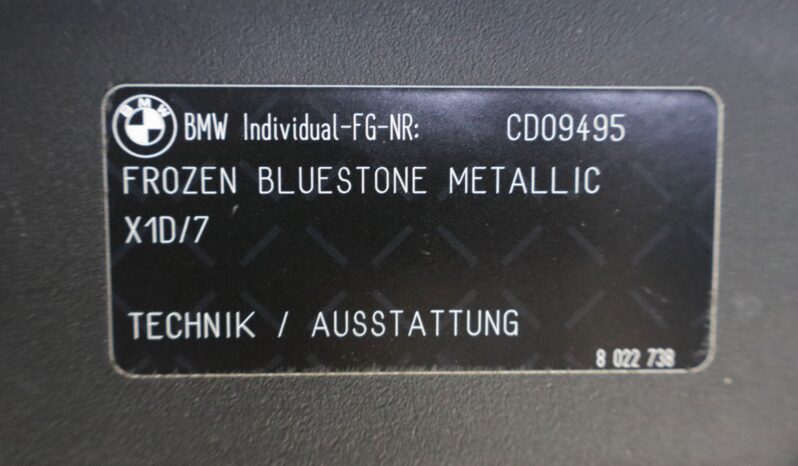 BMW
BMW Individual-FG-NR: CD09495
FROZEN BLUESTONE METALLIC
X1D/7
TECHNIK / AUSSTATTUNG
8 022 738